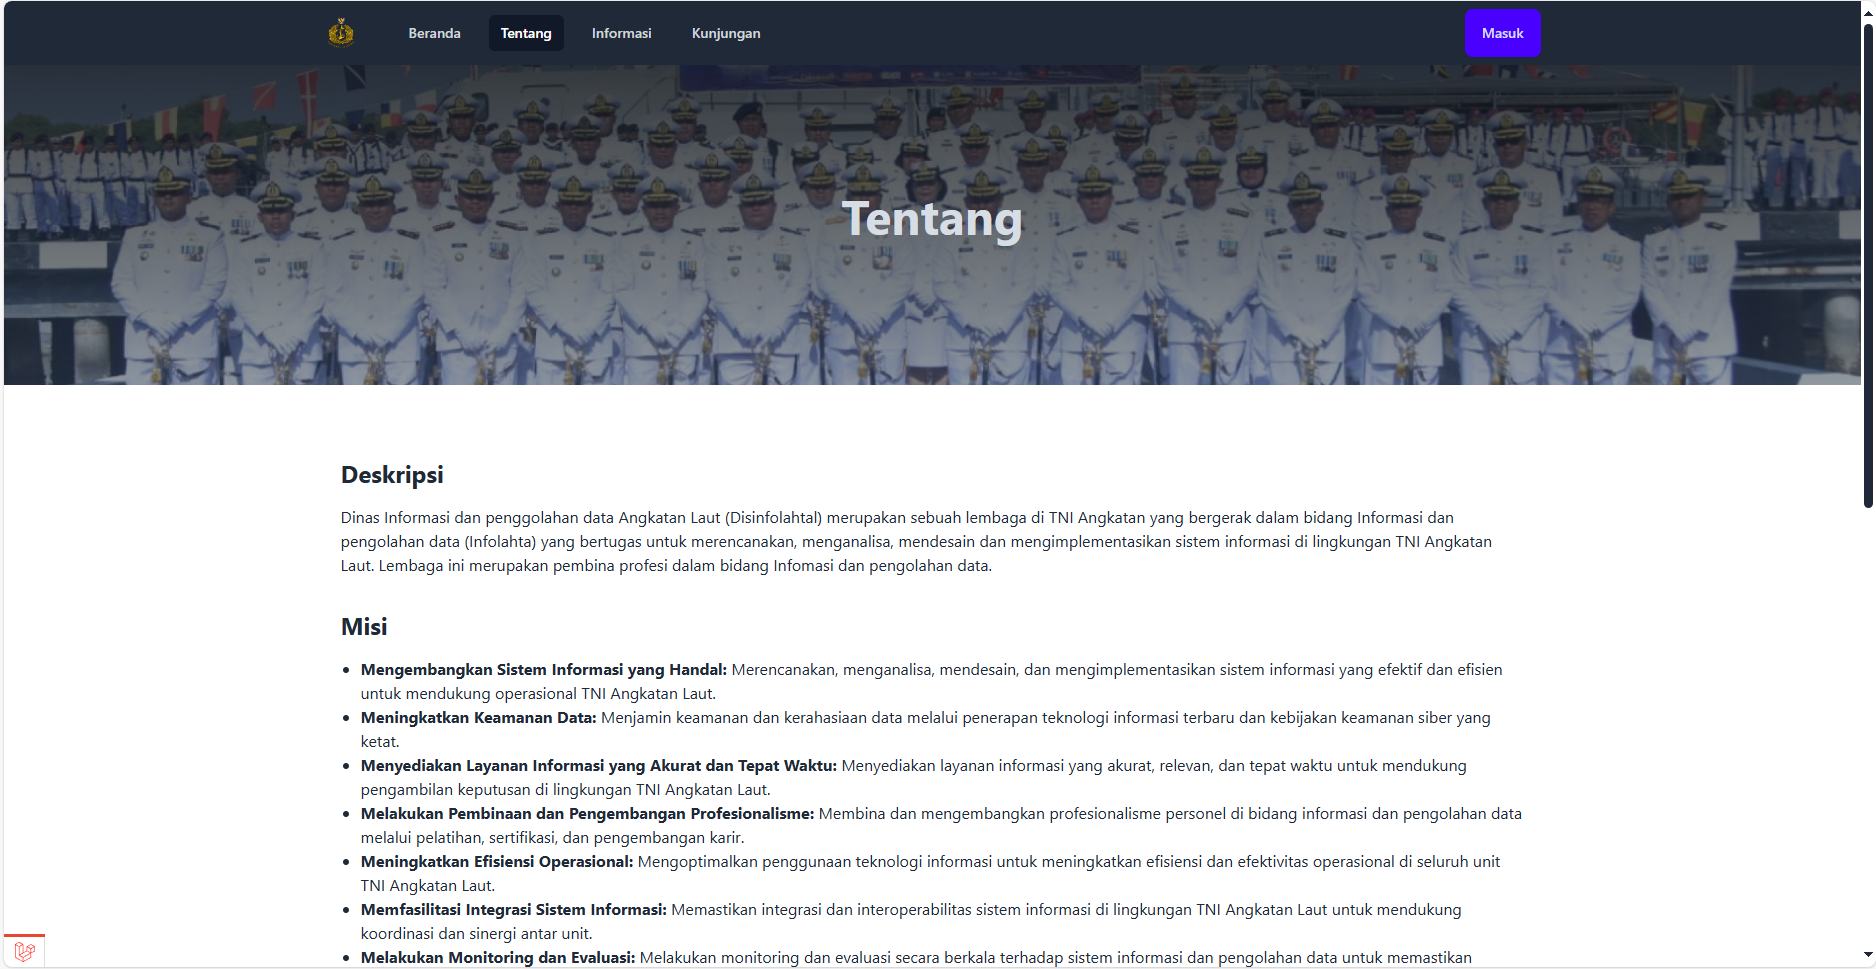 Beranda
Tentang
Informasi
Kunjungan
Masuk
Tentang
Deskripsi
Dinas Informasi dan penggolahan data Angkatan Laut (Disinfolahtal) merupakan sebuah lembaga di TNI Angkatan yang bergerak dalam bidang Informasi dan
pengolahan data (Infolahta) yang bertugas untuk merencanakan, menganalisa, mendesain dan mengimplementasikan sistem informasi di lingkungan TNI Angkatan
Laut. Lembaga ini merupakan pembina profesi dalam bidang Infomasi dan pengolahan data.
Misi
• Mengembangkan Sistem Informasi yang Handal: Merencanakan, menganalisa, mendesain, dan mengimplementasikan sistem informasi yang efektif dan efisien
untuk mendukung operasional TNI Angkatan Laut.
• Meningkatkan Keamanan Data: Menjamin keamanan dan kerahasiaan data melalui penerapan teknologi informasi terbaru dan kebijakan keamanan siber yang
ketat.
• Menyediakan Layanan Informasi yang Akurat dan Tepat Waktu: Menyediakan layanan informasi yang akurat, relevan, dan tepat waktu untuk mendukung
pengambilan keputusan di lingkungan TNI Angkatan Laut.
• Melakukan Pembinaan dan Pengembangan Profesionalisme: Membina dan mengembangkan profesionalisme personel di bidang informasi dan pengolahan data
melalui pelatihan, sertifikasi, dan pengembangan karir.
• Meningkatkan Efisiensi Operasional: Mengoptimalkan penggunaan teknologi informasi untuk meningkatkan efisiensi dan efektivitas operasional di seluruh unit
TNI Angkatan Laut.
• Memfasilitasi Integrasi Sistem Informasi: Memastikan integrasi dan interoperabilitas sistem informasi di lingkungan TNI Angkatan Laut untuk mendukung
koordinasi dan sinergi antar unit.
• Melakukan Monitoring dan Evaluasi: Melakukan monitoring dan evaluasi secara berkala terhadap sistem informasi dan pengolahan data untuk memastikan